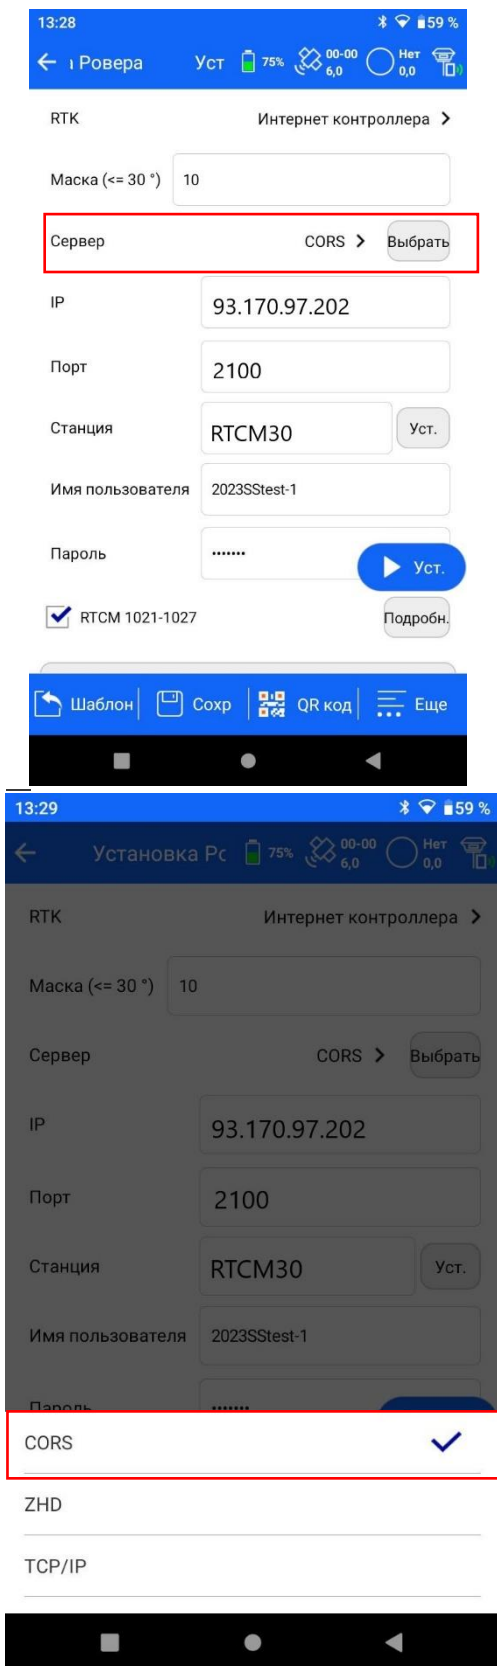 13:28 59 %
ı Ровера Уст 75% 00-00 6,0 Нет 0,0
RTK Интернет контроллера
Маска (<= 30 °) 10
Сервер CORS Выбрать
IP 93.170.97.202
Порт 2100
Станция RTCM30 Уст.
Имя пользователя 2023SStest-1
Пароль •••••••
Уст.
RTCM 1021-1027 Подробн.
Шаблон Сохр QR код Еще
13:29 59 %
Установка Рс 75% 00-00 6,0 Нет 0,0
RTK Интернет контроллера
Маска (<= 30 °) 10
Сервер CORS Выбрать
IP 93.170.97.202
Порт 2100
Станция RTCM30 Уст.
Имя пользователя 2023SStest-1
Пароль •••••••
CORS
ZHD
TCP/IP